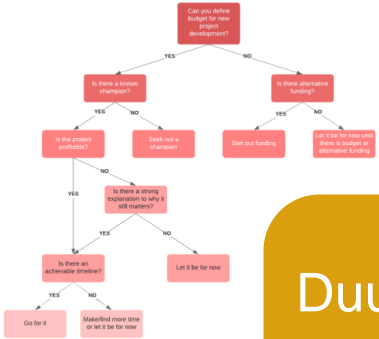 Can you define
budget for new
project
development?
YES
NO
Is there a known
champion?
Is there alternative
funding?
YES
NO
YES
NO
Is the project
profitable?
Seek out a
champion
Sort out funding
Let it be for now until
there is budget or
alternative funding
NO
YES
Is there a strong
explanation to why it
still matters?
YES
NO
Is there an
achievable timeline?
Let it be for now
YES
NO
Go for it
Make/find more time
or let it be for now